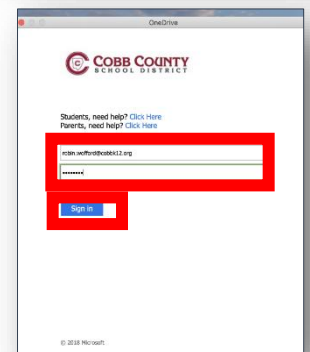 OneDrive
COBB COUNTY
SCHOOL DISTRICT
Students, need help? Click Here
Parents, need help? Click Here
robin.wofford@cobbk12.org
••••••••
Sign in
© 2018 Microsoft